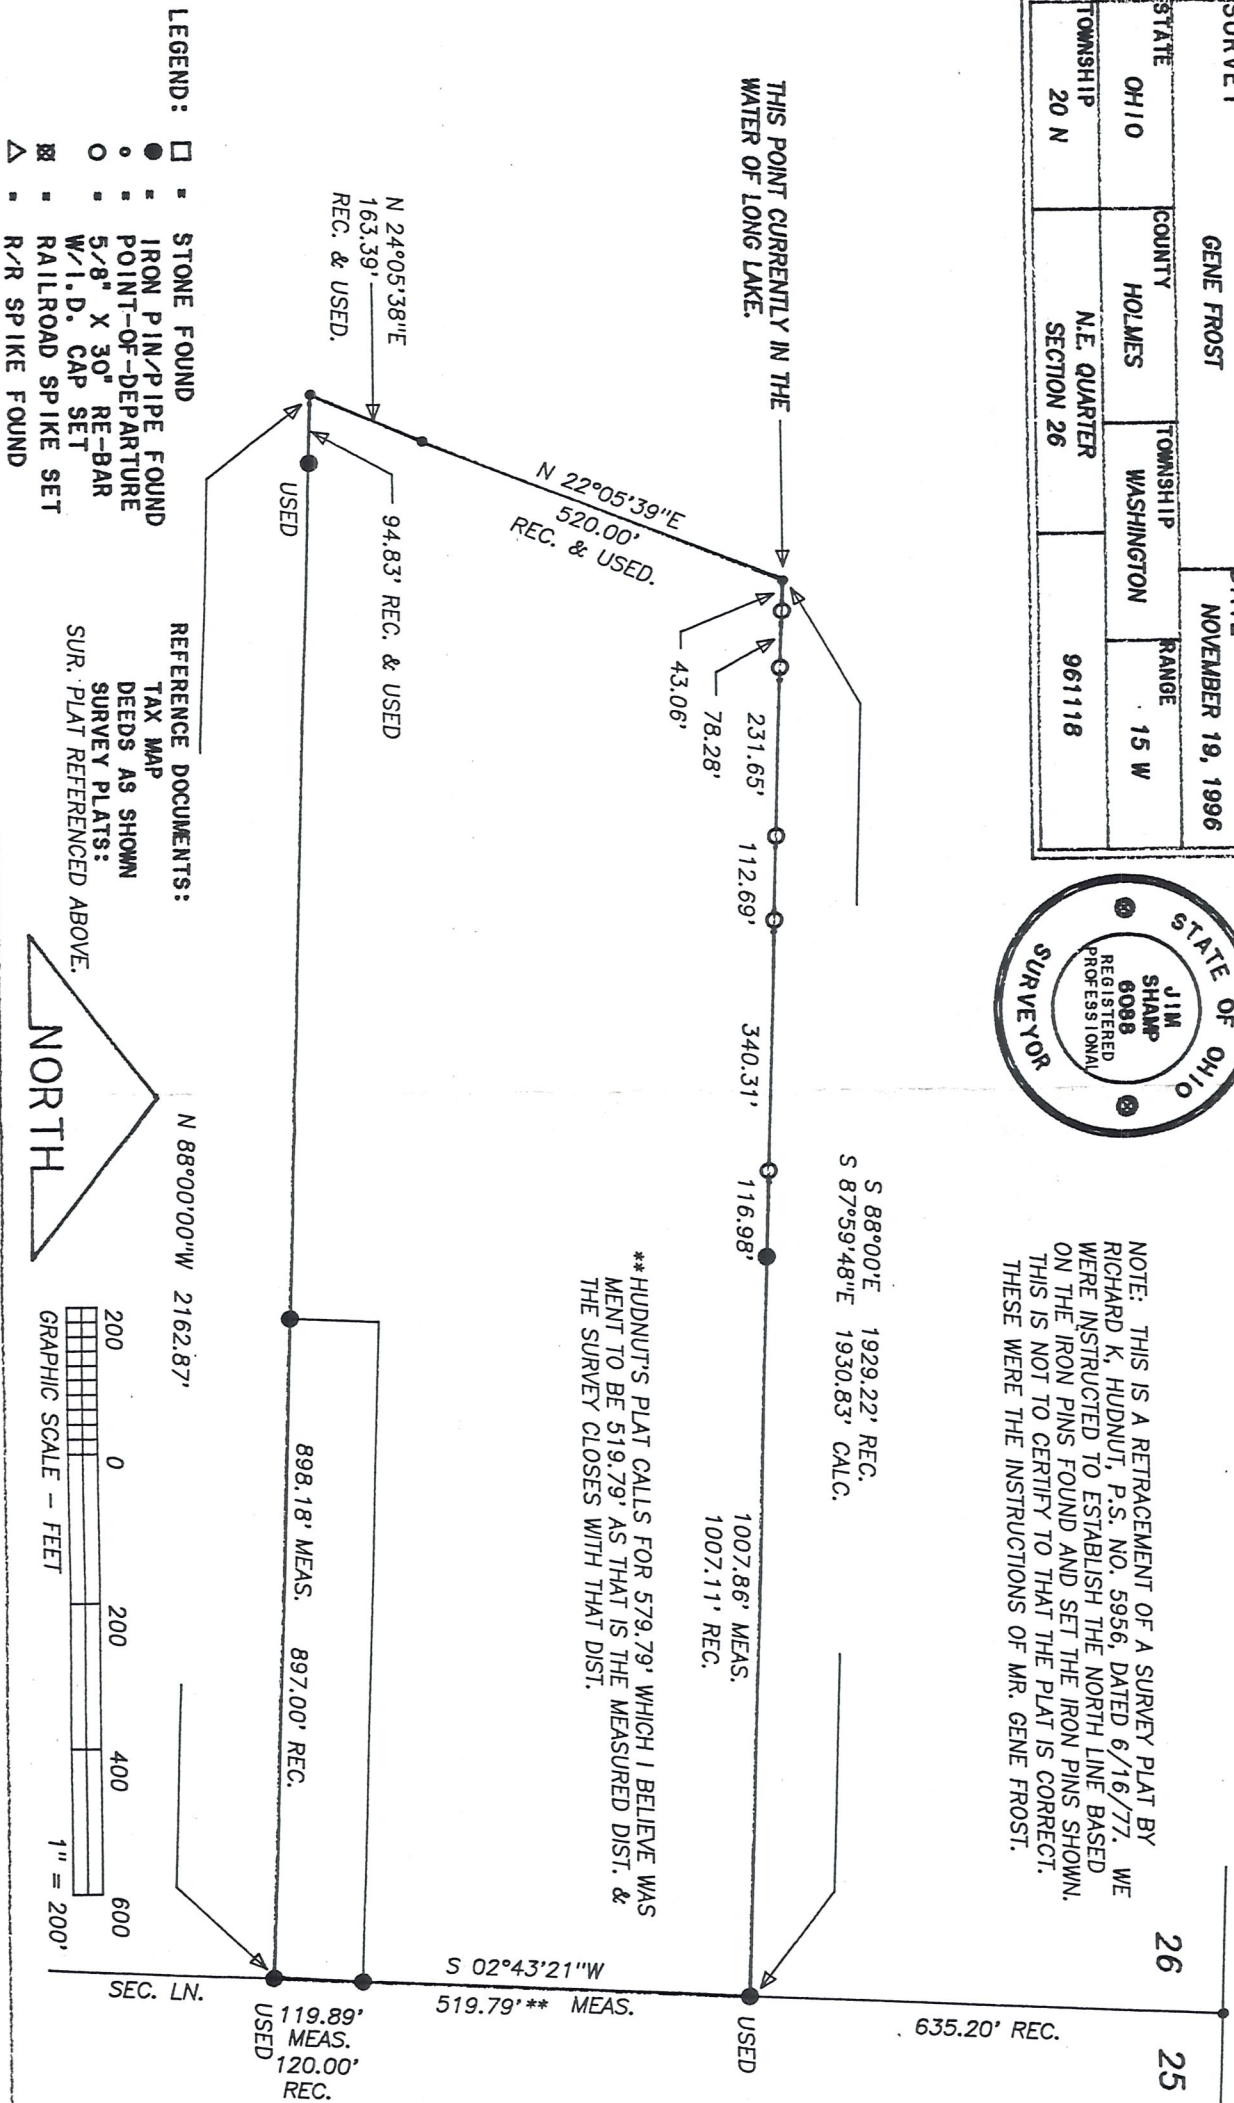 SURVEY
GENE FROST
NOVEMBER 19, 1996
STATE
OHIO
COUNTY
HOLMES
TOWNSHIP
WASHINGTON
RANGE
15 W
TOWNSHIP
20 N
N.E. QUARTER
SECTION 26
961118
STATE OF OHIO
JIM
SHAMP
6088
REGISTERED
PROFESSIONAL
SURVEYOR
NOTE: THIS IS A RETRACEMENT OF A SURVEY PLAT BY
RICHARD K, HUDNUT, P.S. NO. 5956, DATED 6/16/77. WE
WERE INSTRUCTED TO ESTABLISH THE NORTH LINE BASED
ON THE IRON PINS FOUND AND SET THE IRON PINS SHOWN.
THIS IS NOT TO CERTIFY TO THAT THE PLAT IS CORRECT.
THESE WERE THE INSTRUCTIONS OF MR. GENE FROST.
26
25
635.20' REC.
THIS POINT CURRENTLY IN THE
WATER OF LONG LAKE.
S 88°00'E 1929.22' REC.
S 87°59'48"E 1930.83' CALC.
231.65'
112.69'
340.31'
116.98'
78.28'
43.06'
1007.86' MEAS.
1007.11' REC.
USED
**HUDNUT'S PLAT CALLS FOR 579.79' WHICH I BELIEVE WAS
MENT TO BE 519.79' AS THAT IS THE MEASURED DIST. &
THE SURVEY CLOSES WITH THAT DIST.
N 22°05'39"E
520.00'
REC. & USED.
S 02°43'21"W
519.79'** MEAS.
N 24°05'38"E
163.39'
REC. & USED.
94.83' REC. & USED
USED
898.18' MEAS. 897.00' REC.
119.89'
MEAS.
120.00'
REC.
USED
SEC. LN.
N 88°00'00"W 2162.87'
LEGEND:
□ = STONE FOUND
● = IRON PIN/PIPE FOUND
∘ = POINT-OF-DEPARTURE
○ = 5/8" X 30" RE-BAR
W/I.D. CAP SET
⊠ = RAILROAD SPIKE SET
△ = R/R SPIKE FOUND
REFERENCE DOCUMENTS:
TAX MAP
DEEDS AS SHOWN
SURVEY PLATS:
SUR. PLAT REFERENCED ABOVE.
NORTH
200 0 200 400 600
GRAPHIC SCALE - FEET
1" = 200'